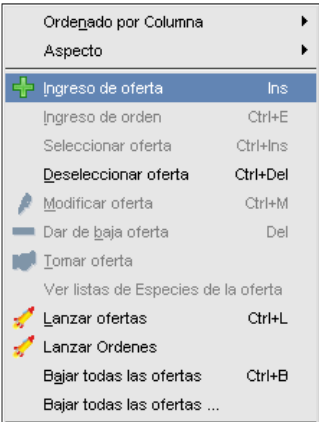 Ordenado por Columna
Aspecto
Ingreso de oferta Ins
Ingreso de orden Ctrl+E
Seleccionar oferta Ctrl+Ins
Deseleccionar oferta Ctrl+Del
Modificar oferta Ctrl+M
Dar de baja oferta Del
Tomar oferta
Ver listas de Especies de la oferta
Lanzar ofertas Ctrl+L
Lanzar Ordenes
Bajar todas las ofertas Ctrl+B
Bajar todas las ofertas ...